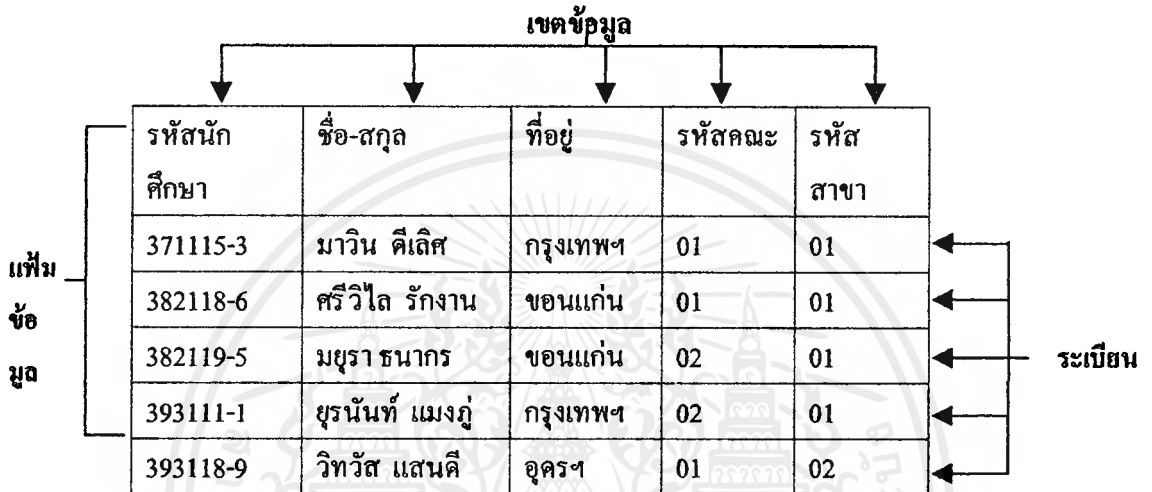 เขตข้อมูล
รหัสนัก
ศึกษา
ชื่อ-สกุล
ที่อยู่
รหัสคณะ
รหัส
สาขา
371115-3 มาวิน ดีเลิศ กรุงเทพฯ 01 01
382118-6 ศรีวิไล รักงาน ขอนแก่น 01 01
382119-5 มยุรา ธนากร ขอนแก่น 02 01
393111-1 ยุรนันท์ แมงภู่ กรุงเทพฯ 02 01
393118-9 วิทวัส แสนดี อุดรฯ 01 02
แฟ้ม
ข้อ
มูล
ระเบียน